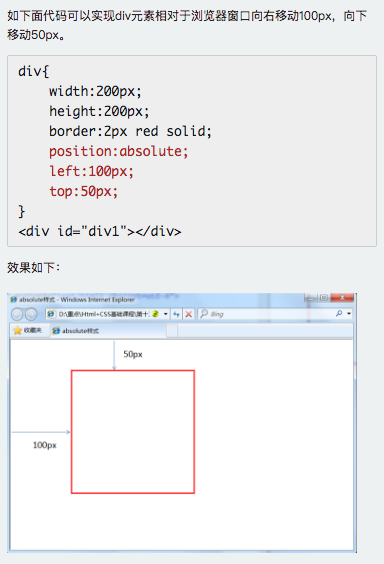 如下面代码可以实现div元素相对于浏览器窗口向右移动100px，向下
移动50px。
div{
width:200px;
height:200px;
border:2px red solid;
position:absolute;
left:100px;
top:50px;
}
<div id="div1"></div>
效果如下：
absolute样式 - Windows Internet Explorer
D:\重点\Html+CSS基础课程\第十
Bing
收藏夹
absolute样式
50px
100px